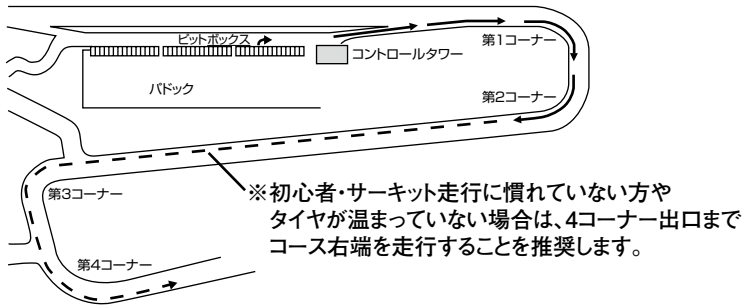 ピットボックス
コントロールタワー
第1コーナー
パドック
第2コーナー
第3コーナー
※初心者・サーキット走行に慣れていない方や
タイヤが温まっていない場合は、4コーナー出口まで
コース右端を走行することを推奨します。
第4コーナー